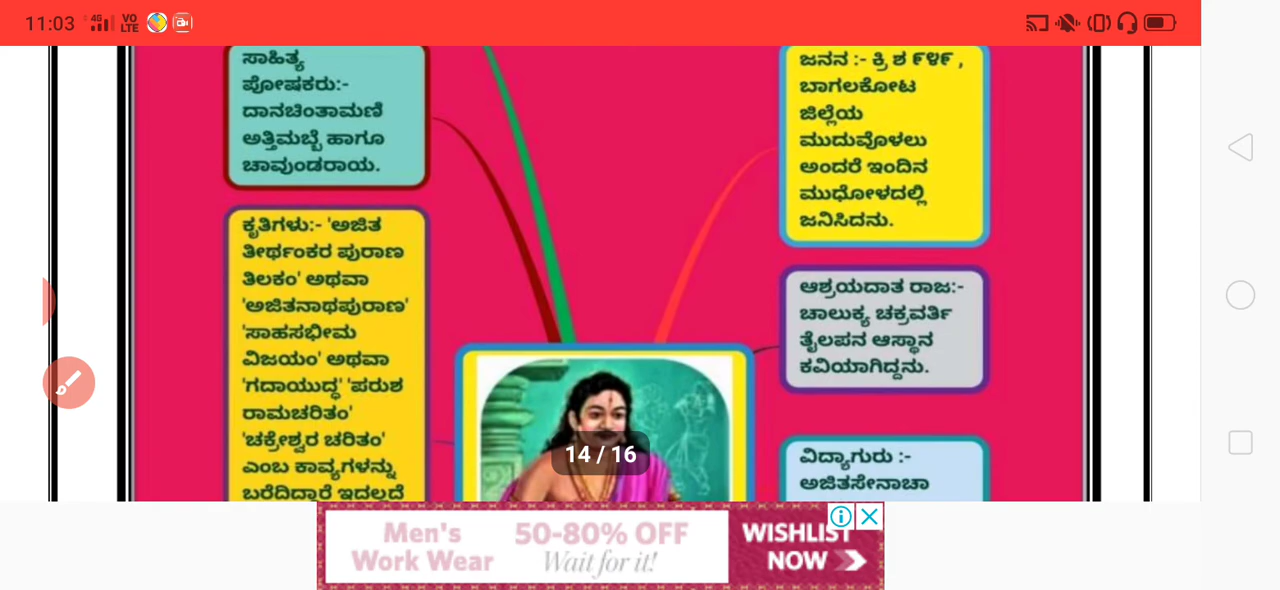 11:03
4G
VO
LTE
ಸಾಹಿತ್ಯ
ಪೋಷಕರು:-
ದಾನಚಿಂತಾಮಣಿ
ಅತ್ತಿಮಬ್ಬೆ ಹಾಗೂ
ಚಾವುಂಡರಾಯ.
ಕೃತಿಗಳು:- 'ಅಜಿತ
ತೀರ್ಥಂಕರ ಪುರಾಣ
ತಿಲಕಂ' ಅಥವಾ
'ಅಜಿತನಾಥಪುರಾಣ'
'ಸಾಹಸಭೀಮ
ವಿಜಯಂ' ಅಥವಾ
'ಗದಾಯುದ್ಧ' 'ಪರುಶ
ರಾಮಚರಿತಂ'
'ಚಕ್ರೇಶ್ವರ ಚರಿತಂ'
ಎಂಬ ಕಾವ್ಯಗಳನ್ನು
ಬರೆದಿದ್ದಾರೆ ಇದಲ್ಲದೆ
ಜನನ :- ಕ್ರಿ ಶ ೯೪೯ ,
ಬಾಗಲಕೋಟ
ಜಿಲ್ಲೆಯ
ಮುದುವೊಳಲು
ಅಂದರೆ ಇಂದಿನ
ಮುಧೋಳದಲ್ಲಿ
ಜನಿಸಿದನು.
ಆಶ್ರಯದಾತ ರಾಜ:-
ಚಾಲುಕ್ಯ ಚಕ್ರವರ್ತಿ
ತೈಲಪನ ಆಸ್ಥಾನ
ಕವಿಯಾಗಿದ್ದನು.
ವಿದ್ಯಾಗುರು :-
ಅಜಿತಸೇನಾಚಾ
14 / 16
Men's
Work Wear
50-80% OFF
Wait for it!
WISHLIST
NOW